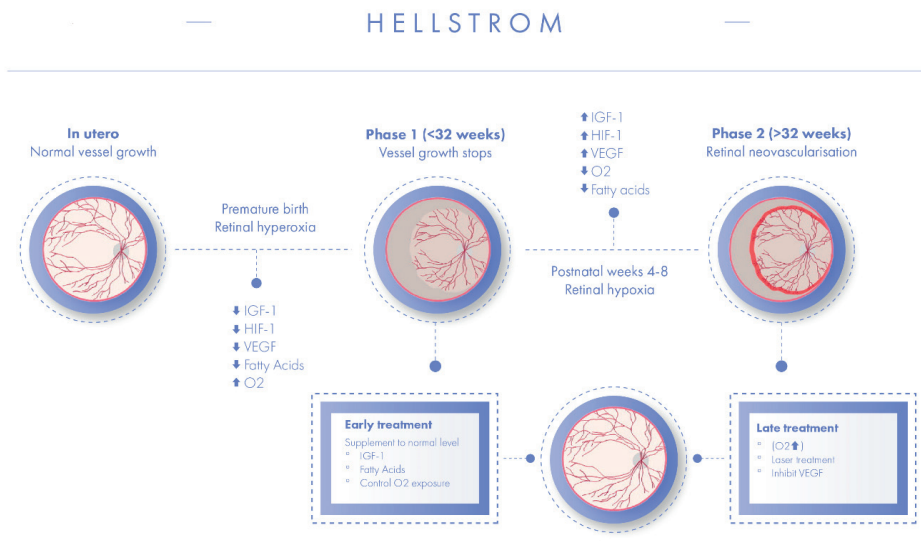 HELLSTROM
In utero
Normal vessel growth
Premature birth
Retinal hyperoxia
⬇ IGF-1
⬇ HIF-1
⬇ VEGF
⬇ Fatty Acids
⬆ O2
Phase 1 (<32 weeks)
Vessel growth stops
⬆ IGF-1
⬆ HIF-1
⬆ VEGF
⬇ O2
⬇ Fatty acids
Postnatal weeks 4-8
Retinal hypoxia
Phase 2 (>32 weeks)
Retinal neovascularisation
Early treatment
Supplement to normal level
▫ IGF-1
▫ Fatty Acids
▫ Control O2 exposure
Late treatment
▫ (O2⬆)
▫ Laser treatment
▫ Inhibit VEGF